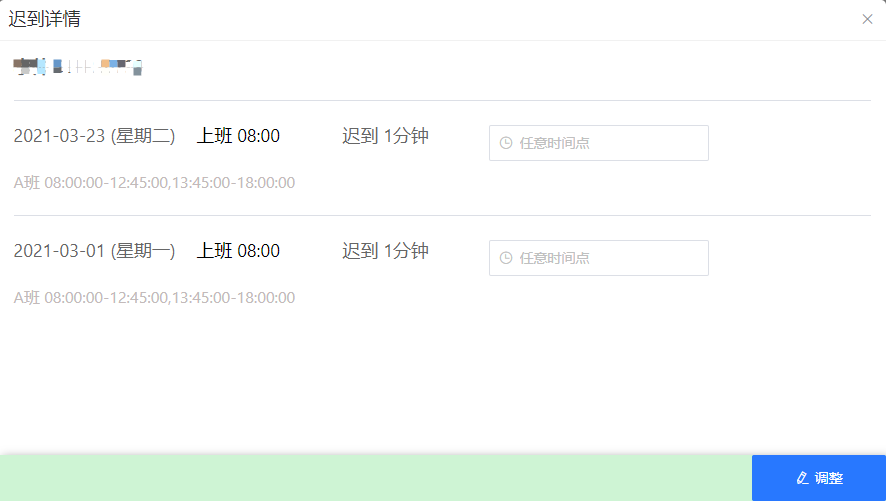 迟到详情
2021-03-23 (星期二) 上班 08:00 迟到 1分钟 任意时间点
A班 08:00:00-12:45:00,13:45:00-18:00:00
2021-03-01 (星期一) 上班 08:00 迟到 1分钟 任意时间点
A班 08:00:00-12:45:00,13:45:00-18:00:00
调整